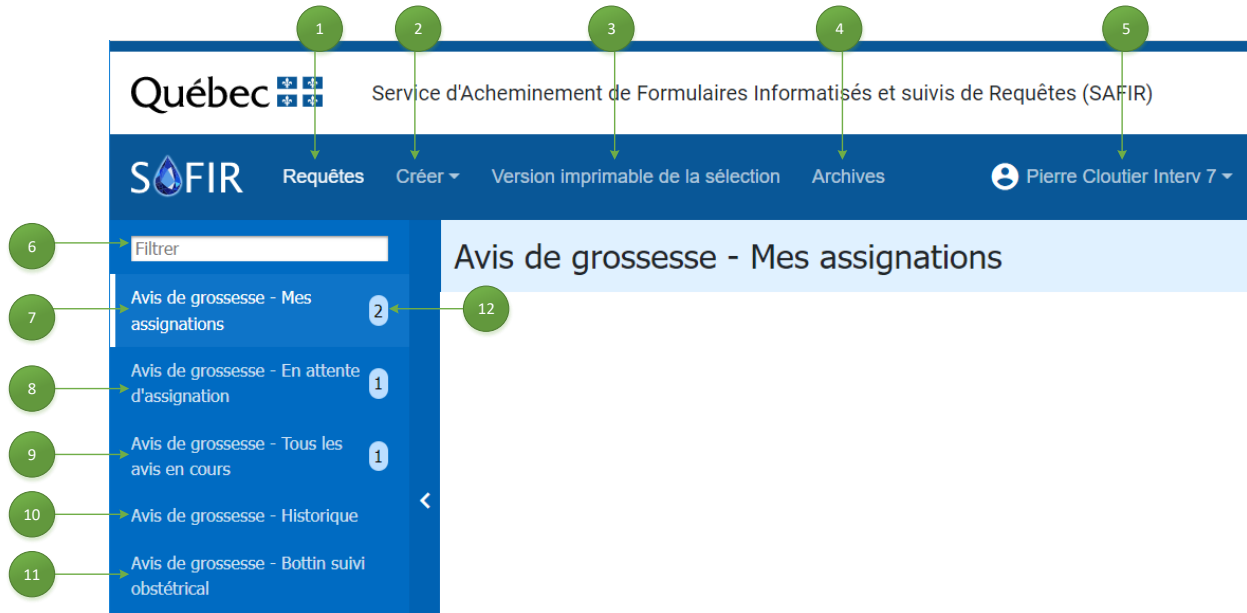 1
2
3
4
5
Québec
Service d'Acheminement de Formulaires Informatisés et suivis de Requêtes (SAFIR)
SAFIR
Requêtes
Créer
Version imprimable de la sélection
Archives
Pierre Cloutier Interv 7
6
Filtrer
Avis de grossesse - Mes assignations
7
Avis de grossesse - Mes
assignations
2
12
8
Avis de grossesse - En attente
d'assignation
1
9
Avis de grossesse - Tous les
avis en cours
1
10
Avis de grossesse - Historique
11
Avis de grossesse - Bottin suivi
obstétrical